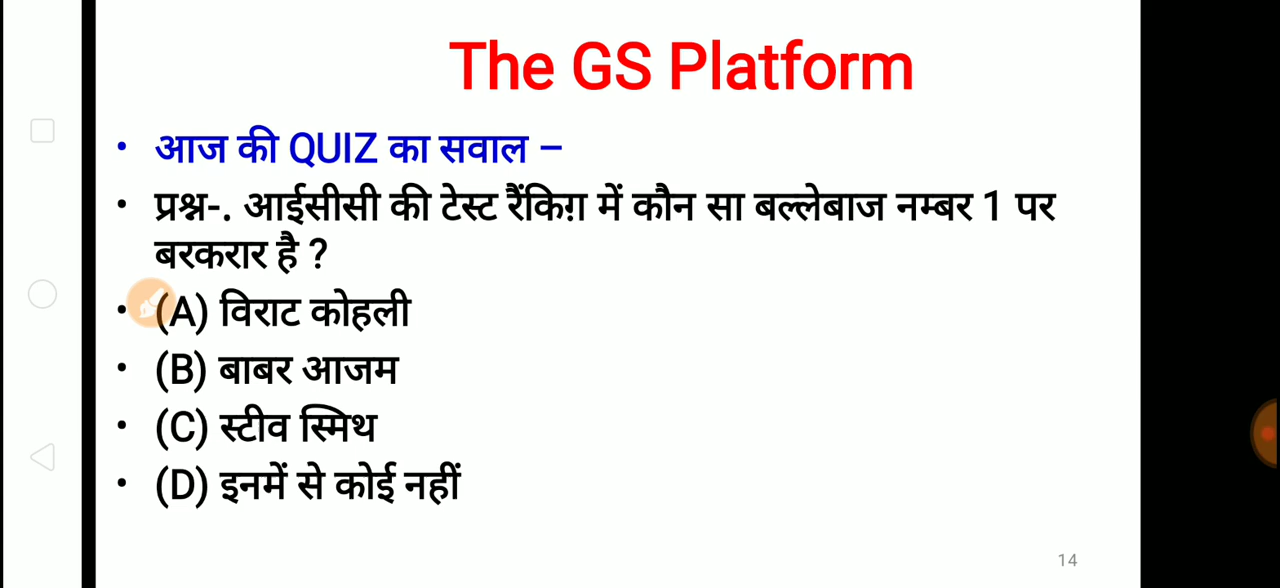 The GS Platform
• आज की QUIZ का सवाल –
• प्रश्न-. आईसीसी की टेस्ट रैंकिग़ में कौन सा बल्लेबाज नम्बर 1 पर
बरकरार है ?
• (A) विराट कोहली
• (B) बाबर आजम
• (C) स्टीव स्मिथ
• (D) इनमें से कोई नहीं
14